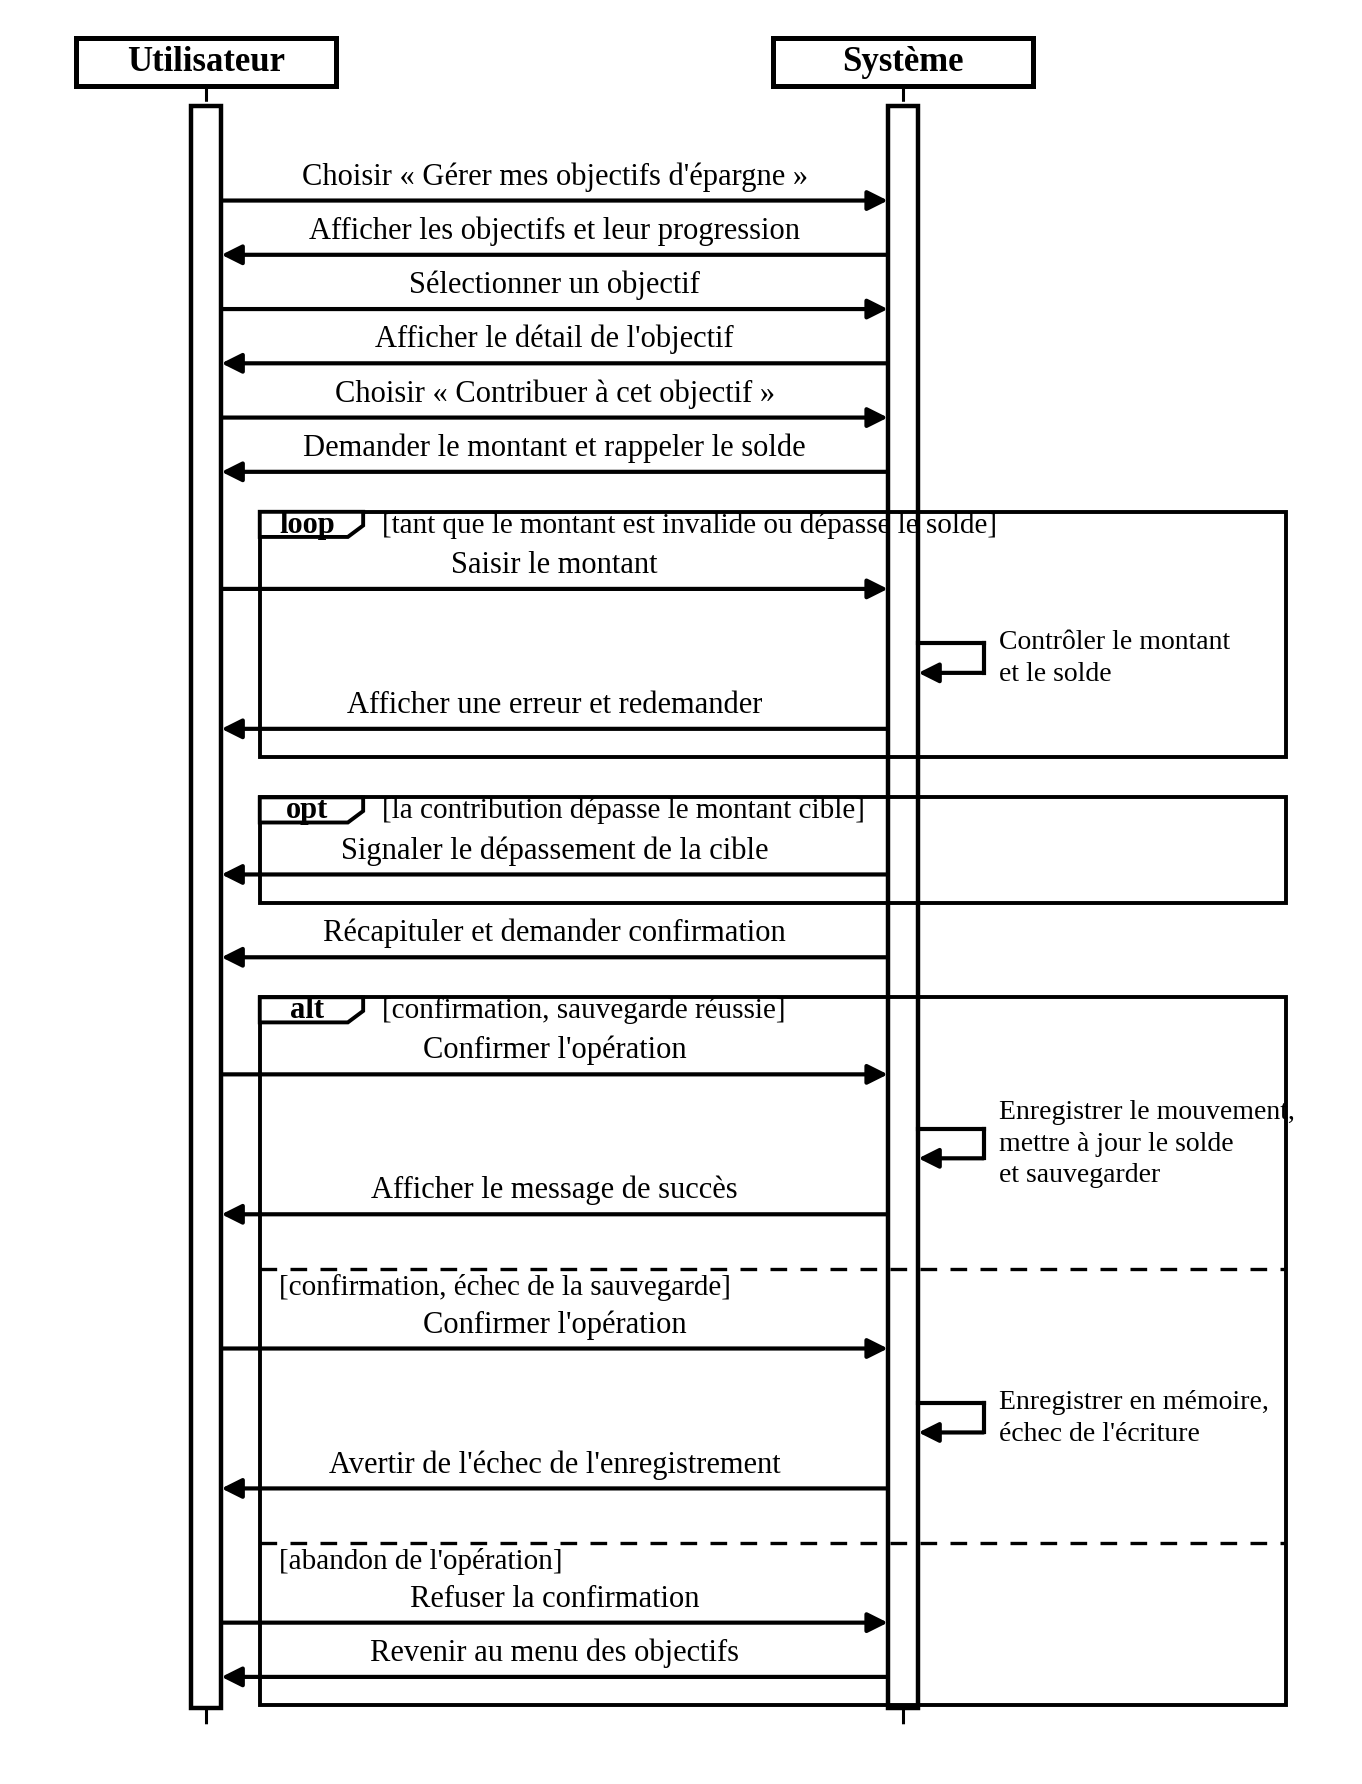 Utilisateur
Système
Choisir « Gérer mes objectifs d'épargne »
Afficher les objectifs et leur progression
Sélectionner un objectif
Afficher le détail de l'objectif
Choisir « Contribuer à cet objectif »
Demander le montant et rappeler le solde
loop [tant que le montant est invalide ou dépasse le solde]
Saisir le montant
Contrôler le montant
et le solde
Afficher une erreur et redemander
opt [la contribution dépasse le montant cible]
Signaler le dépassement de la cible
Récapituler et demander confirmation
alt [confirmation, sauvegarde réussie]
Confirmer l'opération
Enregistrer le mouvement,
mettre à jour le solde
et sauvegarder
Afficher le message de succès
[confirmation, échec de la sauvegarde]
Confirmer l'opération
Enregistrer en mémoire,
échec de l'écriture
Avertir de l'échec de l'enregistrement
[abandon de l'opération]
Refuser la confirmation
Revenir au menu des objectifs